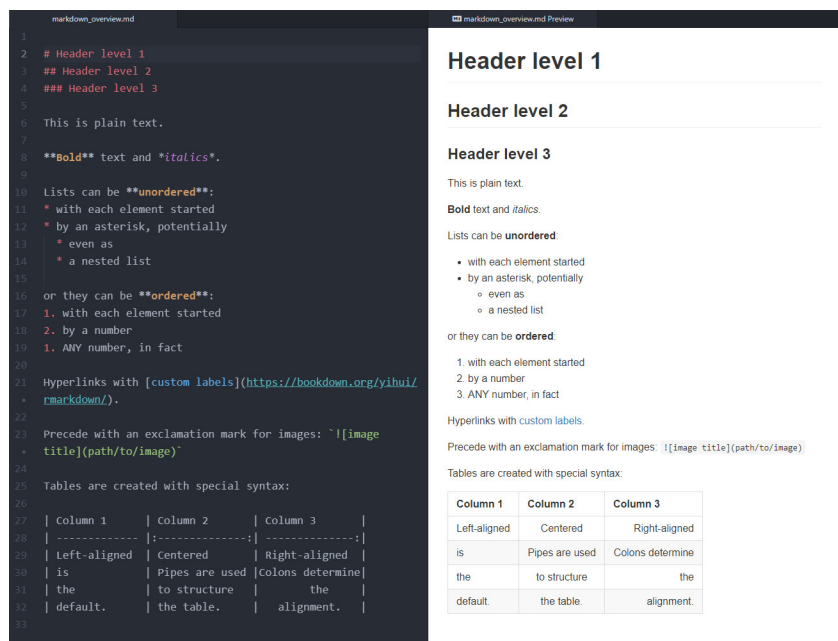 markdown_overview.md
1
2 # Header level 1
3 ## Header level 2
4 ### Header level 3
5
6 This is plain text.
7
8 **Bold** text and *italics*.
9
10 Lists can be **unordered**:
11 * with each element started
12 * by an asterisk, potentially
13   * even as
14   * a nested list
15
16 or they can be **ordered**:
17 1. with each element started
18 2. by a number
19 1. ANY number, in fact
20
21 Hyperlinks with [custom labels](https://bookdown.org/yihui/
• rmarkdown/).
22
23 Precede with an exclamation mark for images: `![image
• title](path/to/image)`
24
25 Tables are created with special syntax:
26
27 | Column 1      | Column 2       | Column 3       |
28 | ------------- |:--------------:| --------------:|
29 | Left-aligned  | Centered       | Right-aligned  |
30 | is            | Pipes are used |Colons determine|
31 | the           | to structure   |        the     |
32 | default.      | the table.     |   alignment.   |
33
MD markdown_overview.md Preview
Header level 1
Header level 2
Header level 3
This is plain text.
Bold text and italics.
Lists can be unordered:
• with each element started
• by an asterisk, potentially
◦ even as
◦ a nested list
or they can be ordered:
1. with each element started
2. by a number
3. ANY number, in fact
Hyperlinks with custom labels.
Precede with an exclamation mark for images: ![image title](path/to/image)
Tables are created with special syntax:
Column 1 Column 2 Column 3
Left-aligned Centered Right-aligned
is Pipes are used Colons determine
the to structure the
default. the table. alignment.